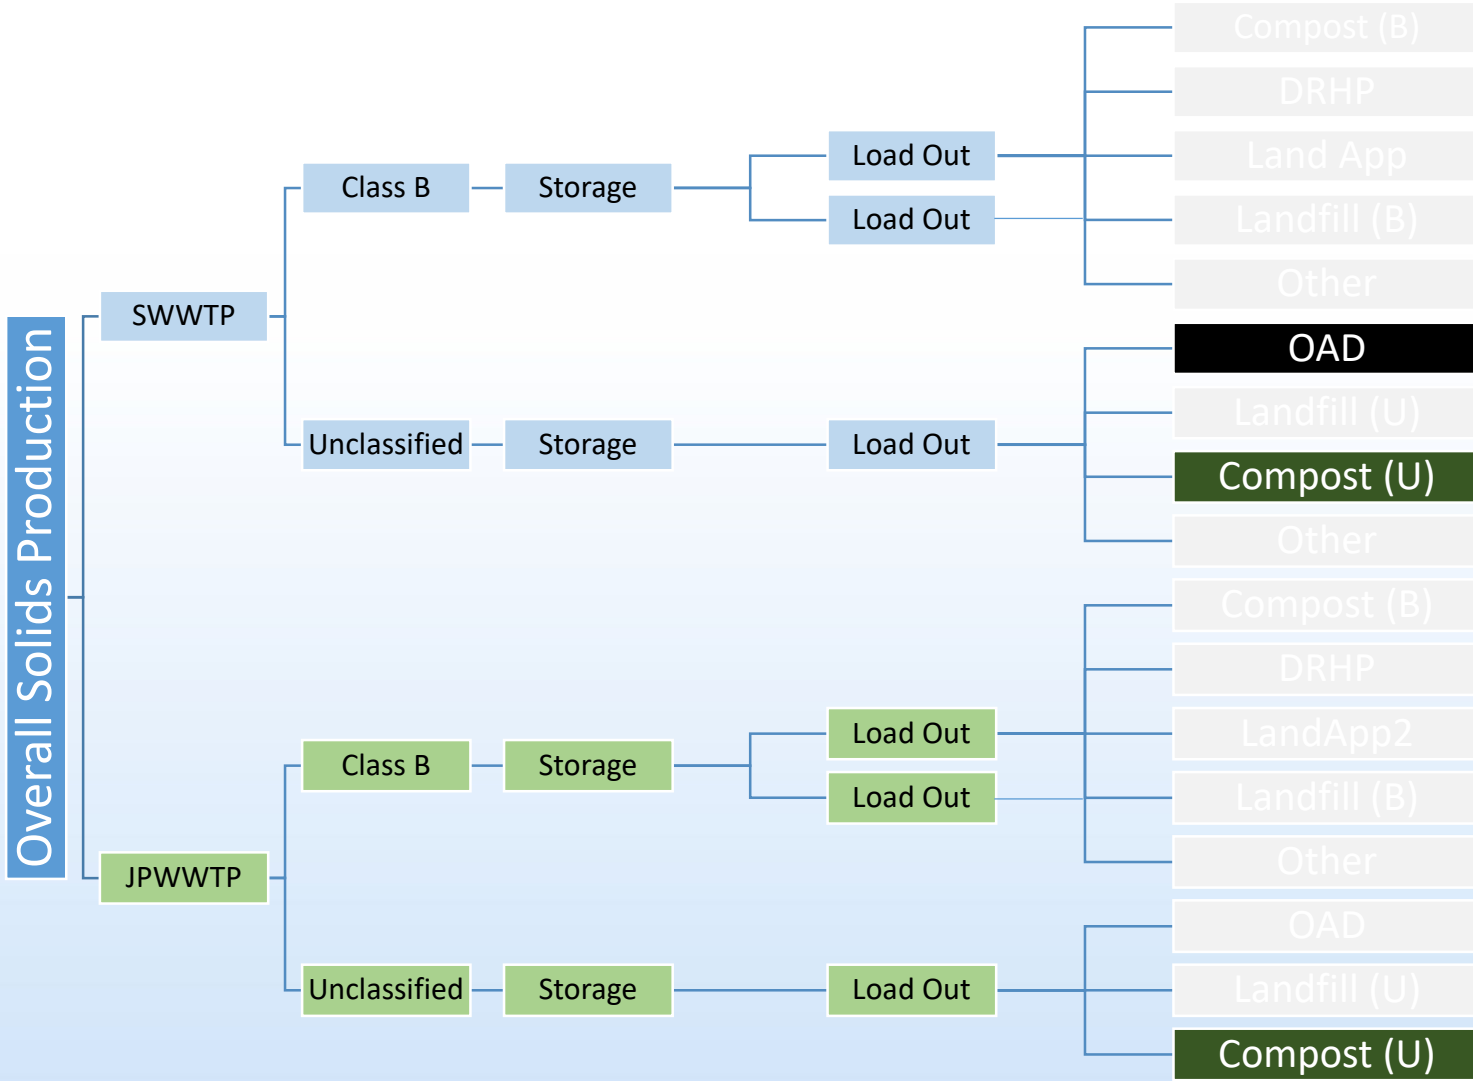 Overall Solids Production
SWWTP
Class B
Storage
Load Out
Load Out
Compost (B)
DRHP
Land App
Landfill (B)
Other
Unclassified
Storage
Load Out
OAD
Landfill (U)
Compost (U)
Other
JPWWTP
Class B
Storage
Load Out
Load Out
Compost (B)
DRHP
LandApp2
Landfill (B)
Other
Unclassified
Storage
Load Out
OAD
Landfill (U)
Compost (U)